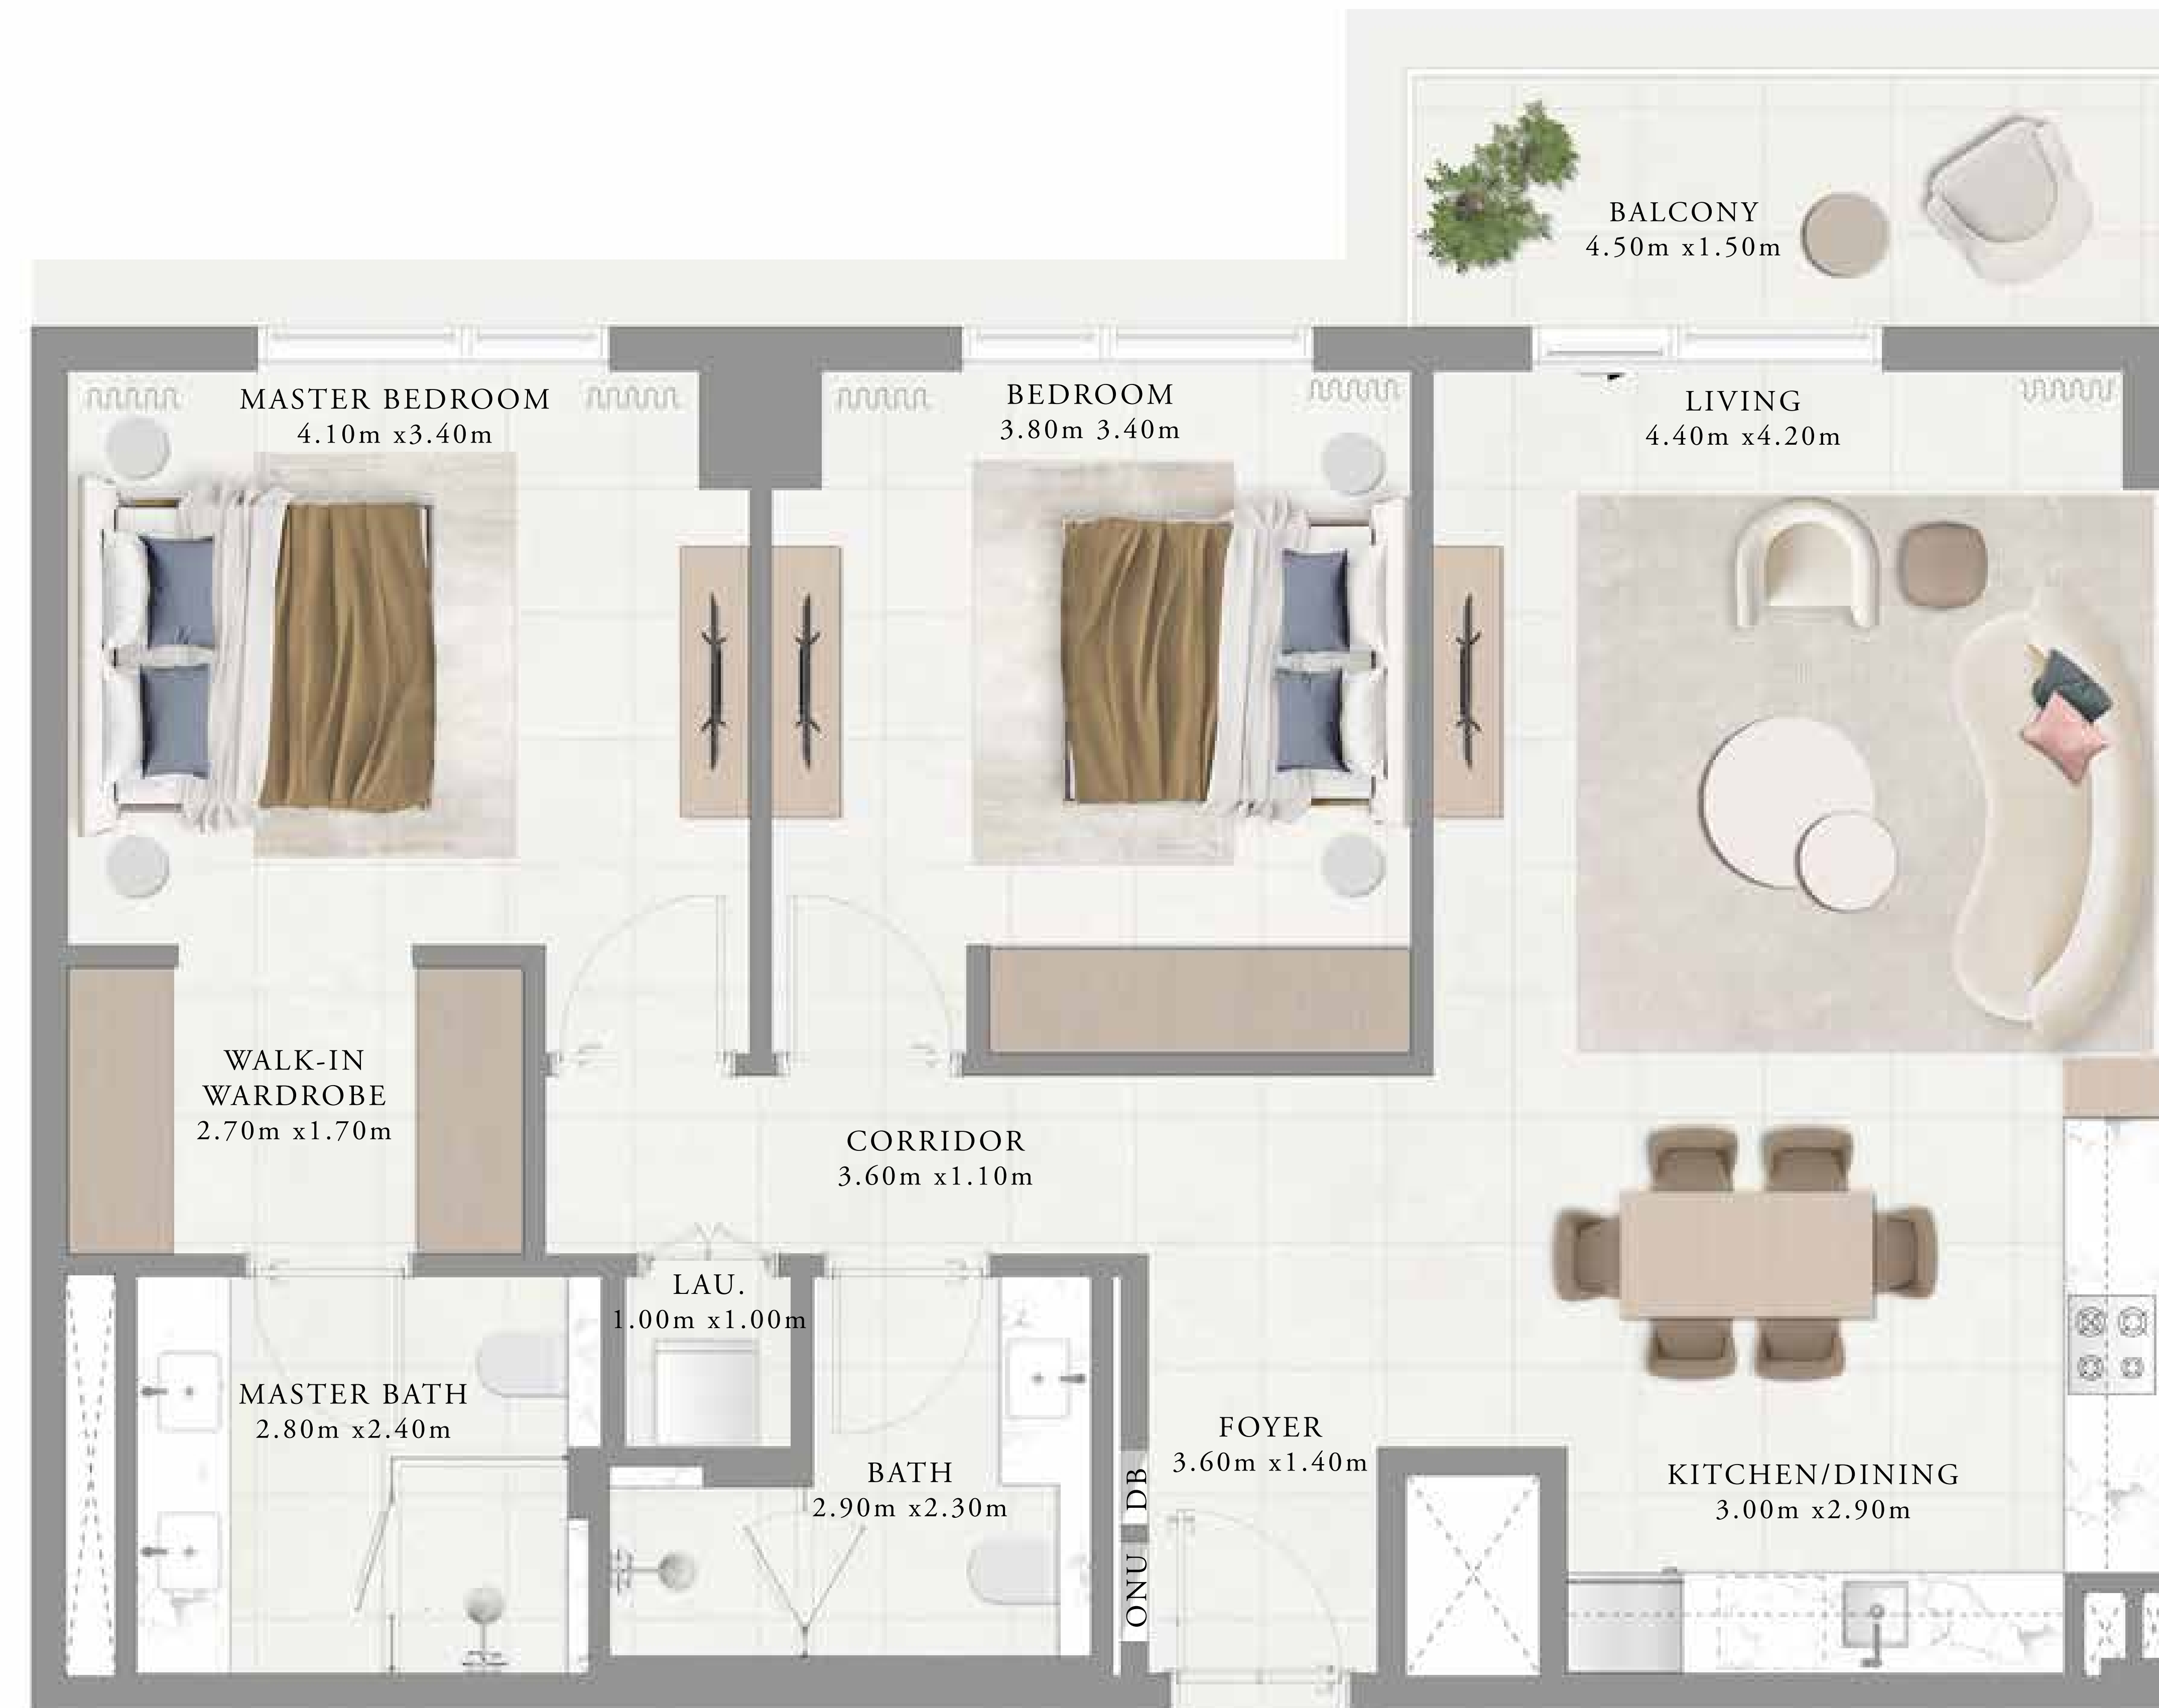 BALCONY
4.50m x1.50m
MASTER BEDROOM
4.10m x3.40m
BEDROOM
3.80m 3.40m
LIVING
4.40m x4.20m
WALK-IN
WARDROBE
2.70m x1.70m
CORRIDOR
3.60m x1.10m
LAU.
1.00m x1.00m
MASTER BATH
2.80m x2.40m
BATH
2.90m x2.30m
FOYER
3.60m x1.40m
DB
ONU
KITCHEN/DINING
3.00m x2.90m